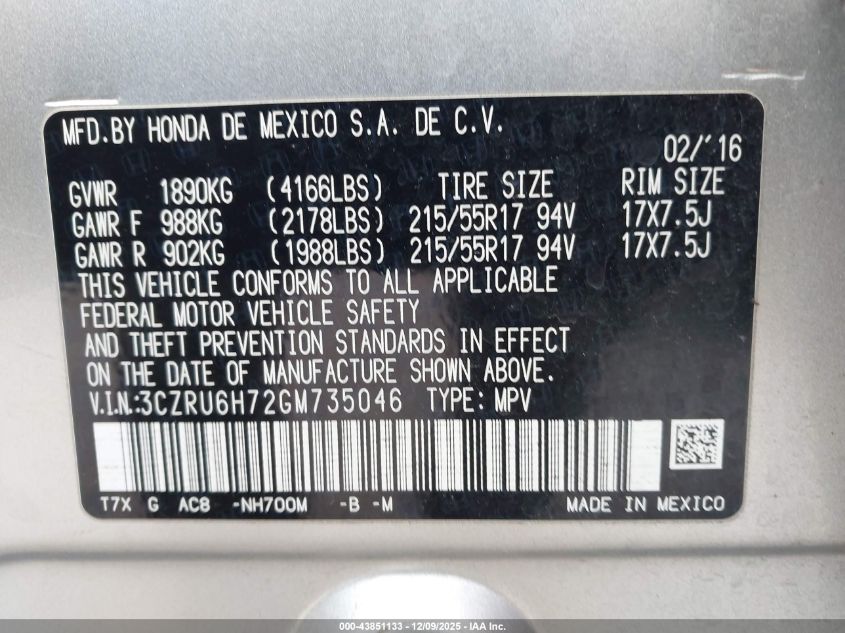 MFD.BY HONDA DE MEXICO S.A. DE C.V.
02/'16
GVWR 1890KG (4166LBS) TIRE SIZE RIM SIZE
GAWR F 988KG (2178LBS) 215/55R17 94V 17X7.5J
GAWR R 902KG (1988LBS) 215/55R17 94V 17X7.5J
THIS VEHICLE CONFORMS TO ALL APPLICABLE
FEDERAL MOTOR VEHICLE SAFETY
AND THEFT PREVENTION STANDARDS IN EFFECT
ON THE DATE OF MANUFACTURE SHOWN ABOVE.
V.I.N.:3CZRU6H72GM735046 TYPE: MPV
T7X G AC8 -NH700M -B -M MADE IN MEXICO
000-43851133 - 12/09/2025 - IAA Inc.